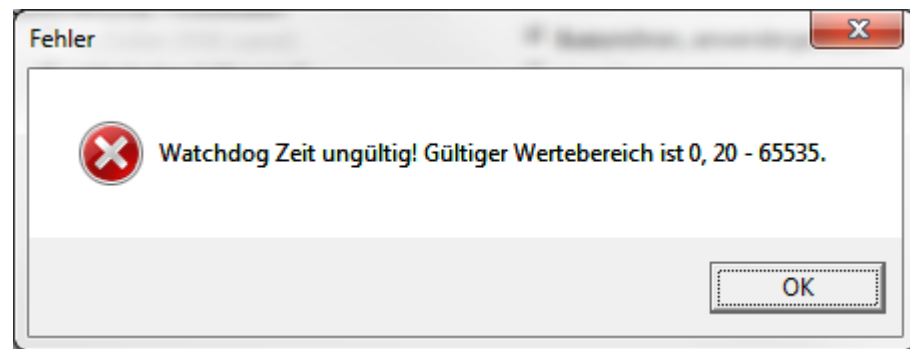 Fehler
Watchdog Zeit ungültig! Gültiger Wertebereich ist 0, 20 - 65535.
OK